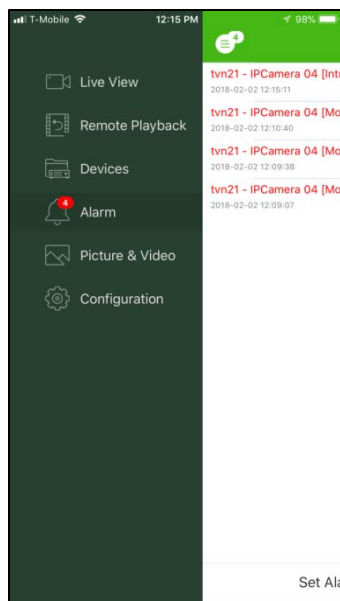 T-Mobile 12:15 PM
98%
4
Live View
Remote Playback
Devices
4
Alarm
Picture & Video
Configuration
tvn21 - IPCamera 04 [Intr
2018-02-02 12:15:11
tvn21 - IPCamera 04 [Mo
2018-02-02 12:10:40
tvn21 - IPCamera 04 [Mo
2018-02-02 12:09:38
tvn21 - IPCamera 04 [Mo
2018-02-02 12:09:07
Set Ala